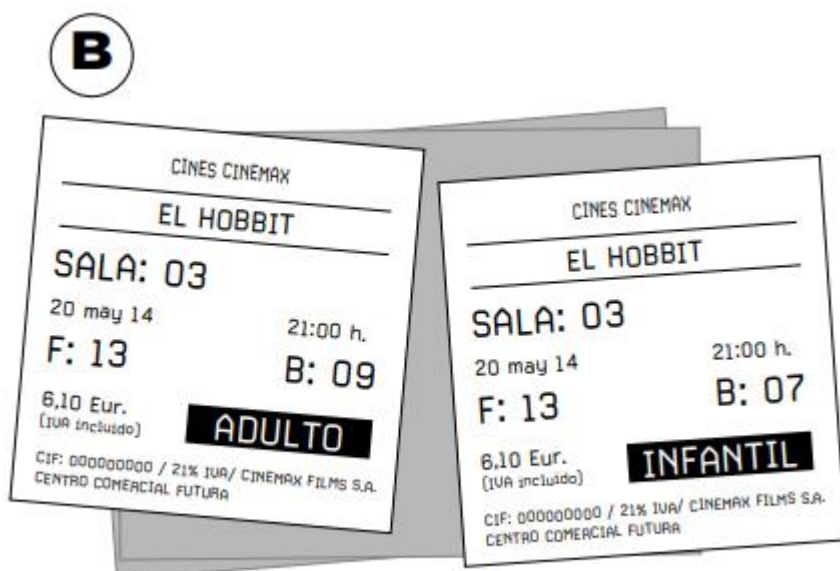 B
CINES CINEMAX
EL HOBBIT
SALA: 03
20 may 14 21:00 h.
F: 13 B: 09
6,10 Eur.
(IVA incluido) ADULTO
CIF: 000000000 / 21% IVA/ CINEMAX FILMS S.A.
CENTRO COMERCIAL FUTURA
CINES CINEMAX
EL HOBBIT
SALA: 03
20 may 14 21:00 h.
F: 13 B: 07
6,10 Eur.
(IVA incluido) INFANTIL
CIF: 000000000 / 21% IVA/ CINEMAX FILMS S.A.
CENTRO COMERCIAL FUTURA